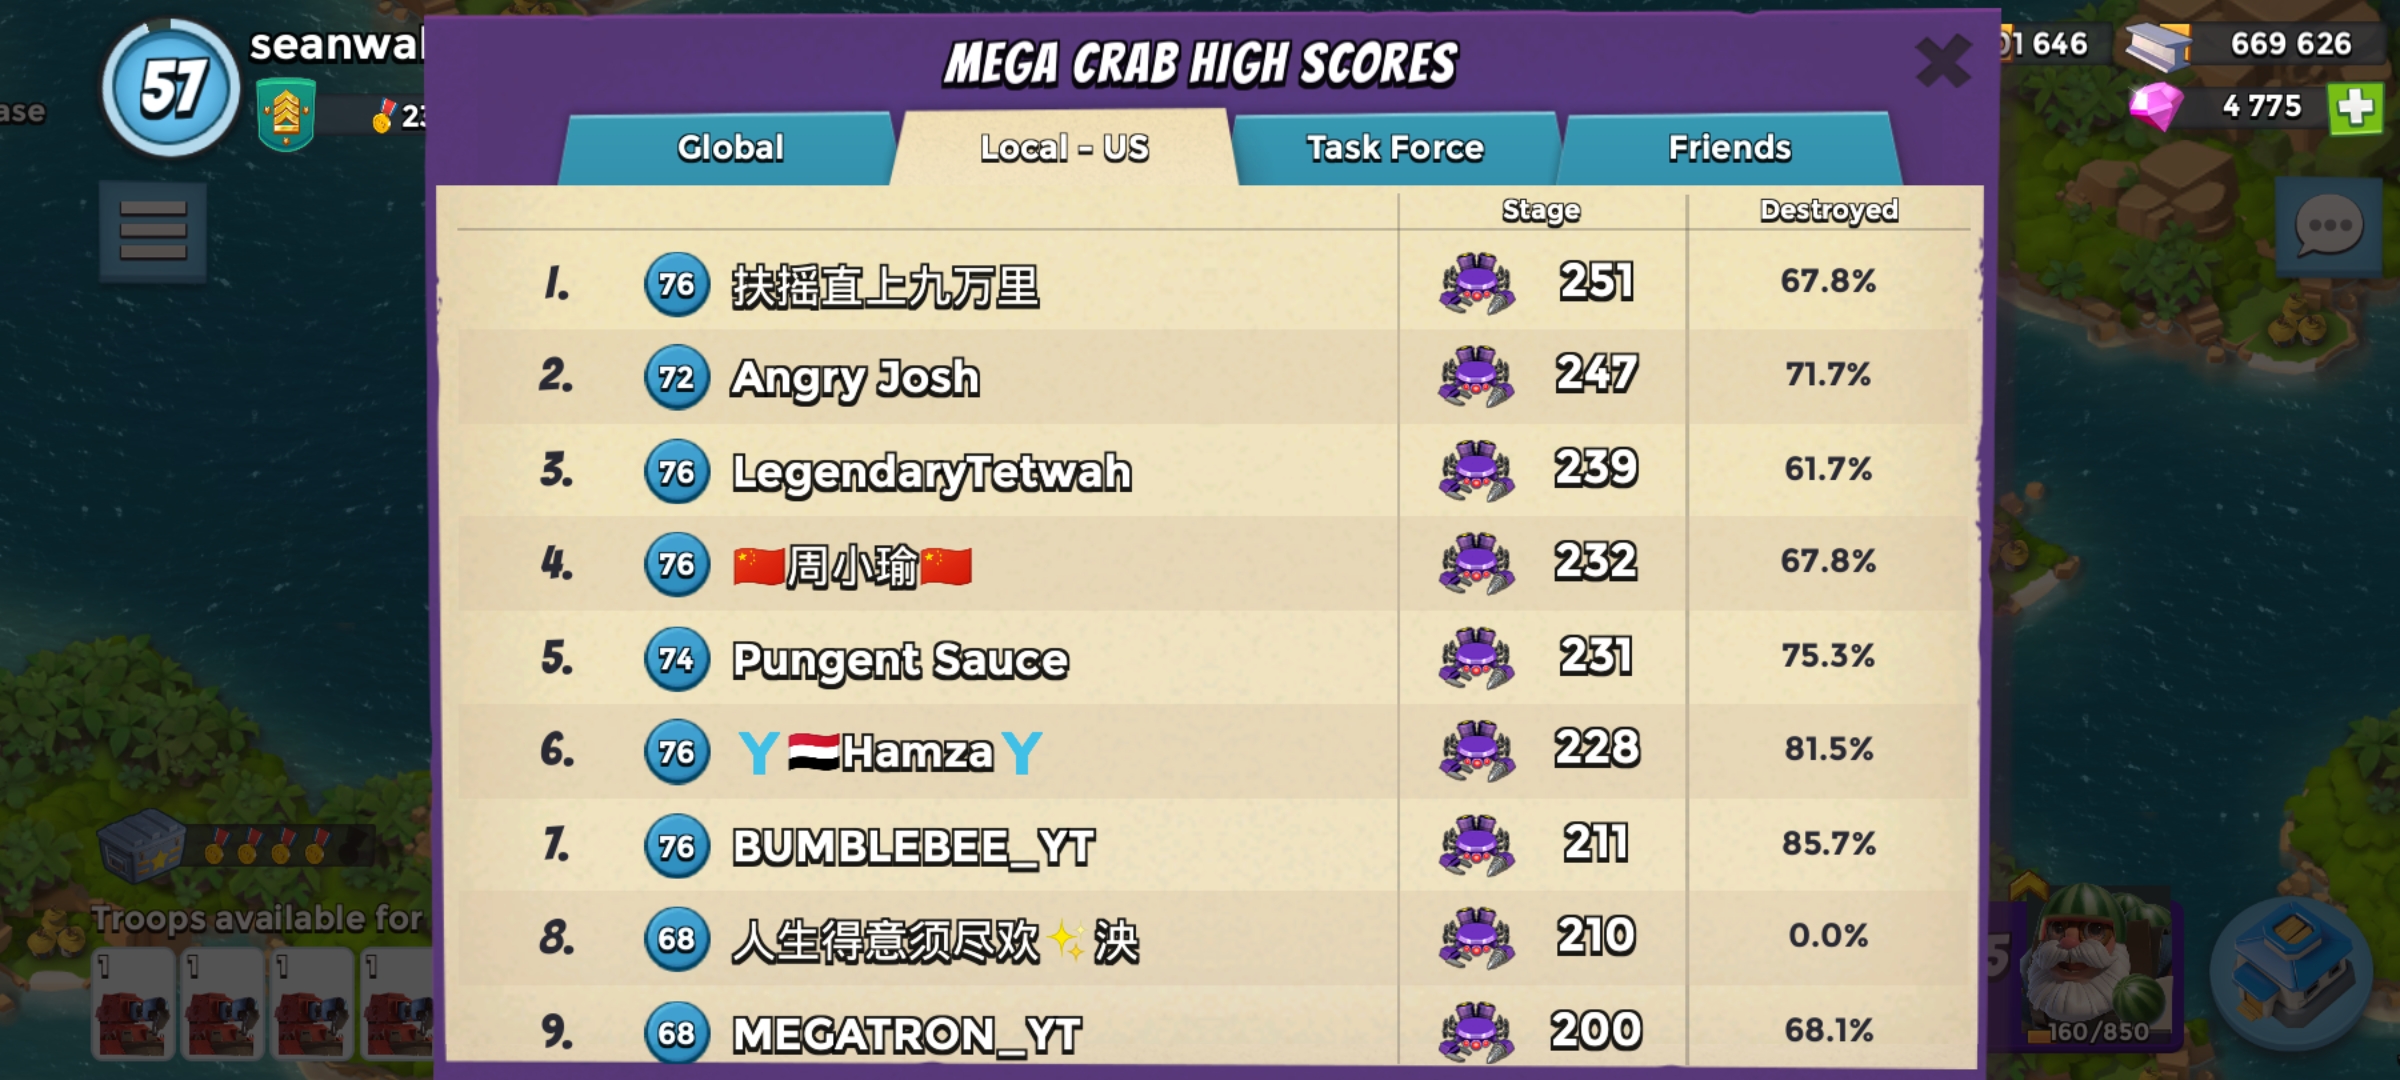 MEGA CRAB HIGH SCORES
57
seanwal
ase
01 646
669 626
4 775
Global
Local - US
Task Force
Friends
Stage
Destroyed
1. 76 扶摇直上九万里 251 67.8%
2. 72 Angry Josh 247 71.7%
3. 76 LegendaryTetwah 239 61.7%
4. 76 🇨🇳周小瑜🇨🇳 232 67.8%
5. 74 Pungent Sauce 231 75.3%
6. 76 Y🇾🇪HamzaY 228 81.5%
7. 76 BUMBLEBEE_YT 211 85.7%
8. 68 人生得意须尽欢✨泱 210 0.0%
9. 68 MEGATRON_YT 200 68.1%
Troops available for
1 1 1 1
160/850